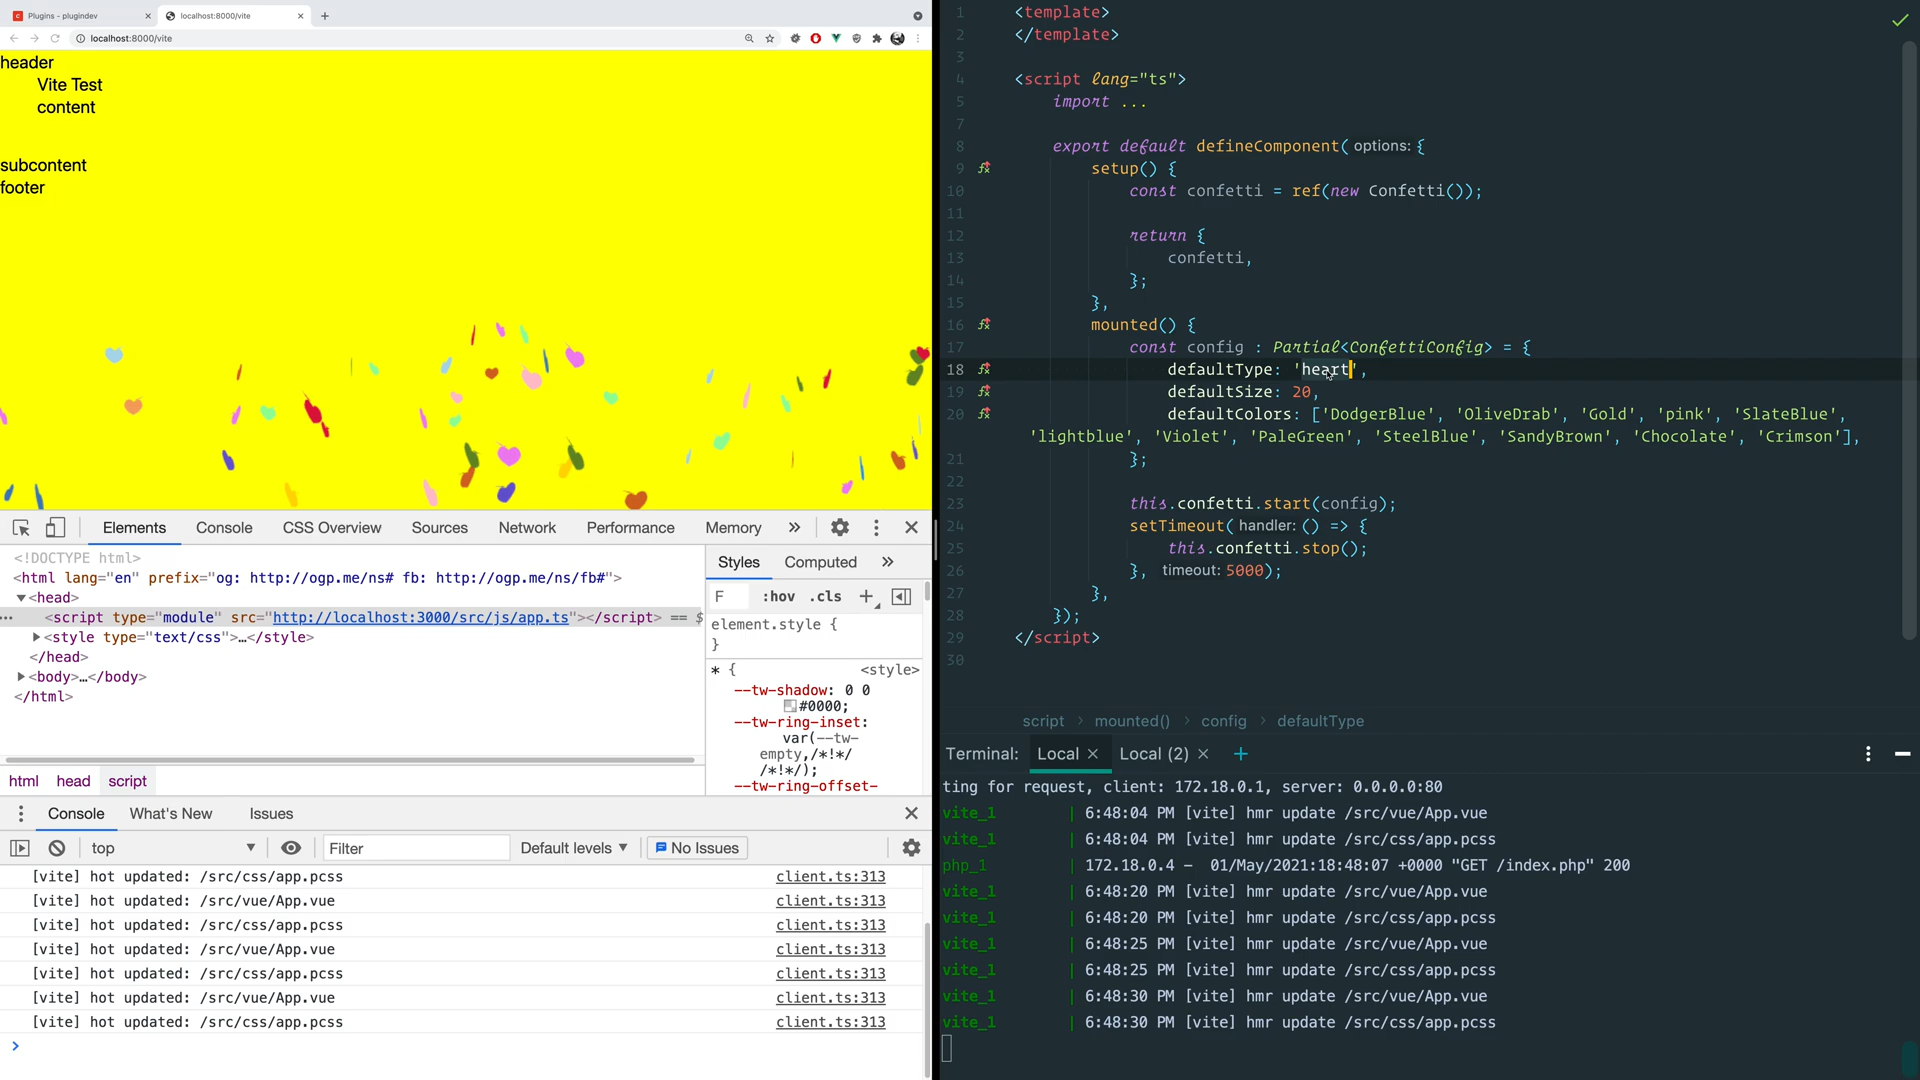 Plugins - plugindev
localhost:8000/vite
localhost:8000/vite
header
Vite Test
content
subcontent
footer
Elements Console CSS Overview Sources Network Performance Memory »
<!DOCTYPE html>
<html lang="en" prefix="og: http://ogp.me/ns# fb: http://ogp.me/ns/fb#">
▼<head>
<script type="module" src="http://localhost:3000/src/js/app.ts"></script> == $
▶<style type="text/css">…</style>
</head>
▶<body>…</body>
</html>
Styles Computed »
F :hov .cls +
element.style {
}
* { <style>
--tw-shadow: 0 0
#0000;
--tw-ring-inset:
var(--tw-
empty,/*!*/
/*!*/);
--tw-ring-offset-
html head script
Console What's New Issues
top ▼ Filter Default levels ▼ No Issues
[vite] hot updated: /src/css/app.pcss client.ts:313
[vite] hot updated: /src/vue/App.vue client.ts:313
[vite] hot updated: /src/css/app.pcss client.ts:313
[vite] hot updated: /src/vue/App.vue client.ts:313
[vite] hot updated: /src/css/app.pcss client.ts:313
[vite] hot updated: /src/vue/App.vue client.ts:313
[vite] hot updated: /src/css/app.pcss client.ts:313
>
1 <template>
2 </template>
3
4 <script lang="ts">
5 import ...
7
8 export default defineComponent( options: {
9 setup() {
10 const confetti = ref(new Confetti());
11
12 return {
13 confetti,
14 };
15 },
16 mounted() {
17 const config : Partial<ConfettiConfig> = {
18 defaultType: 'heart',
19 defaultSize: 20,
20 defaultColors: ['DodgerBlue', 'OliveDrab', 'Gold', 'pink', 'SlateBlue',
'lightblue', 'Violet', 'PaleGreen', 'SteelBlue', 'SandyBrown', 'Chocolate', 'Crimson'],
21 };
22
23 this.confetti.start(config);
24 setTimeout( handler: () => {
25 this.confetti.stop();
26 }, timeout: 5000);
27 },
28 });
29 </script>
30
script > mounted() > config > defaultType
Terminal: Local × Local (2) × +
ting for request, client: 172.18.0.1, server: 0.0.0.0:80
vite_1 | 6:48:04 PM [vite] hmr update /src/vue/App.vue
vite_1 | 6:48:04 PM [vite] hmr update /src/css/app.pcss
php_1 | 172.18.0.4 - 01/May/2021:18:48:07 +0000 "GET /index.php" 200
vite_1 | 6:48:20 PM [vite] hmr update /src/vue/App.vue
vite_1 | 6:48:20 PM [vite] hmr update /src/css/app.pcss
vite_1 | 6:48:25 PM [vite] hmr update /src/vue/App.vue
vite_1 | 6:48:25 PM [vite] hmr update /src/css/app.pcss
vite_1 | 6:48:30 PM [vite] hmr update /src/vue/App.vue
vite_1 | 6:48:30 PM [vite] hmr update /src/css/app.pcss